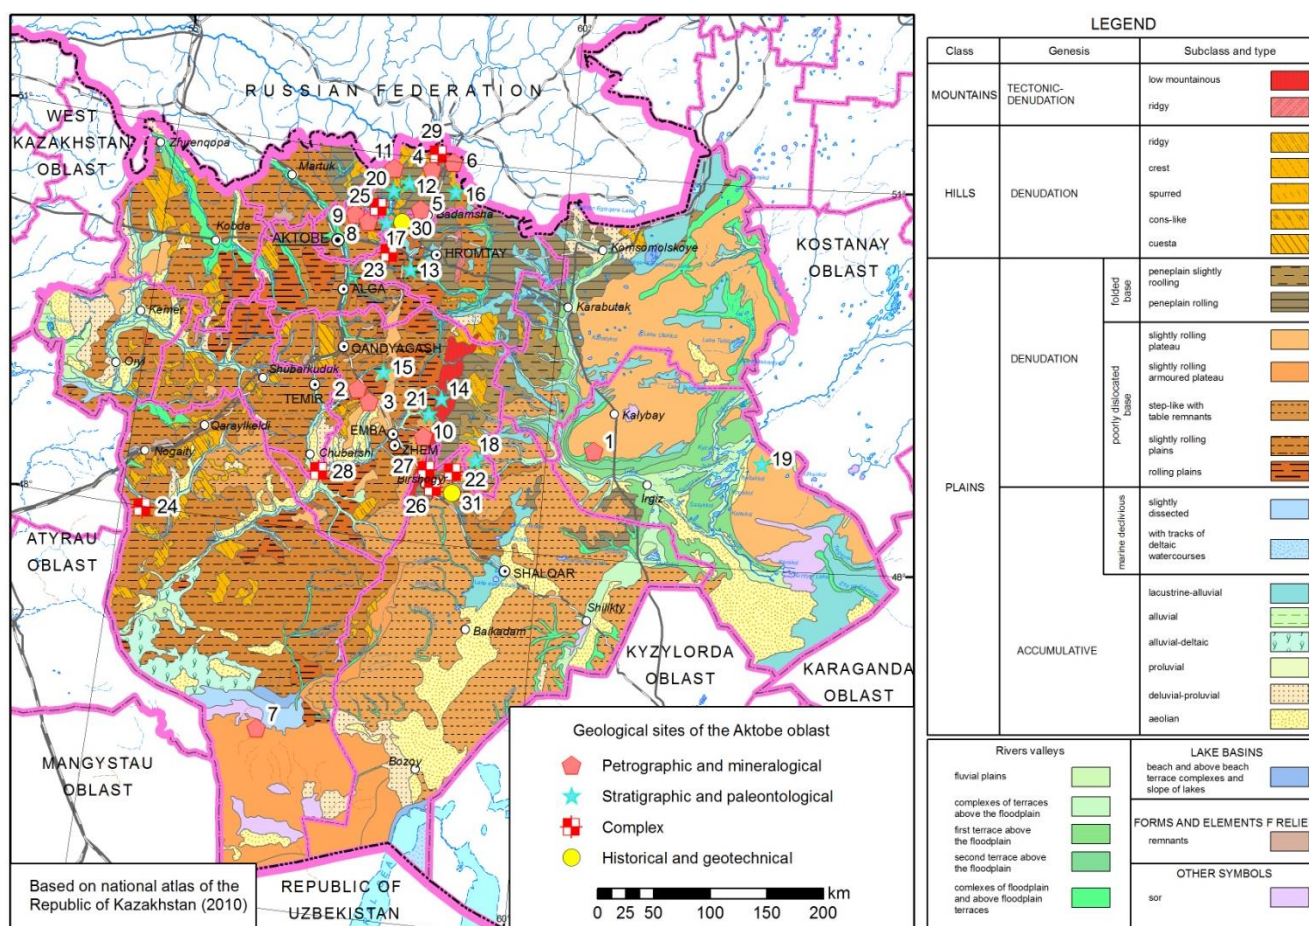 60°
51°
RUSSIAN FEDERATION
WEST
KAZAKHSTAN
OBLAST
Zhirenqopa
Martuk
29
11
4
6
20
12
16
25
5
9
Badamsha
51°
8
30
Kobda
AKTOBE
17
HROMTAY
Komsomolskoye
KOSTANAY
OBLAST
23
13
ALGA
Kemer
Karabutak
QANDYAGASH
Oiyl
Shubarkuduk
15
2
TEMIR
3
14
21
Kalybay
Qaraylkeldi
EMBA
10
1
Nogaity
ZHEM
18
Chubarshi
27
19
28
Birshogyr
22
48°
24
26
31
Irgiz
ATYRAU
OBLAST
SHALQAR
48°
Shilikty
Baikadam
KYZYLORDA
OBLAST
KARAGANDA
OBLAST
7
MANGYSTAU
OBLAST
Bozoy
REPUBLIC OF
UZBEKISTAN
60°
Based on national atlas of the
Republic of Kazakhstan (2010)
Geological sites of the Aktobe oblast
Petrographic and mineralogical
Stratigraphic and paleontological
Complex
Historical and geotechnical
km
0 25 50 100 150 200
LEGEND
Class Genesis Subclass and type
MOUNTAINS
TECTONIC-
DENUDATION
low mountainous
ridgy
HILLS
DENUDATION
ridgy
crest
spurred
cons-like
cuesta
PLAINS
DENUDATION
folded
base
peneplain slightly
roolling
peneplain rolling
poorly dislocated
base
slightly rolling
plateau
slightly rolling
armoured plateau
step-like with
table remnants
slightly rolling
plains
rolling plains
marine declivious
slightly
dissected
with tracks of
deltaic
watercourses
ACCUMULATIVE
lacustrine-alluvial
alluvial
alluvial-deltaic
proluvial
deluvial-proluvial
aeolian
Rivers valleys
fluvial plains
complexes of terraces
above the floodplain
first terrace above
the floodplain
second terrace above
the floodplain
comlexes of floodplain
and above floodplain
terraces
LAKE BASINS
beach and above beach
terrace complexes and
slope of lakes
FORMS AND ELEMENTS F RELIE
remnants
OTHER SYMBOLS
sor